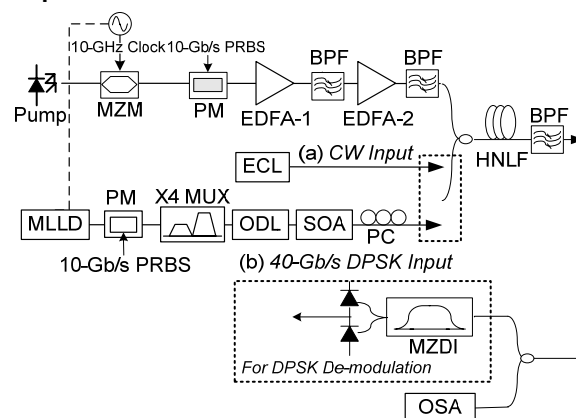 10-GHz Clock 10-Gb/s PRBS
BPF
BPF
BPF
Pump
MZM
PM
EDFA-1
EDFA-2
HNLF
(a) CW Input
ECL
PM
X4 MUX
MLLD
ODL
SOA
PC
10-Gb/s PRBS
(b) 40-Gb/s DPSK Input
MZDI
For DPSK De-modulation
OSA